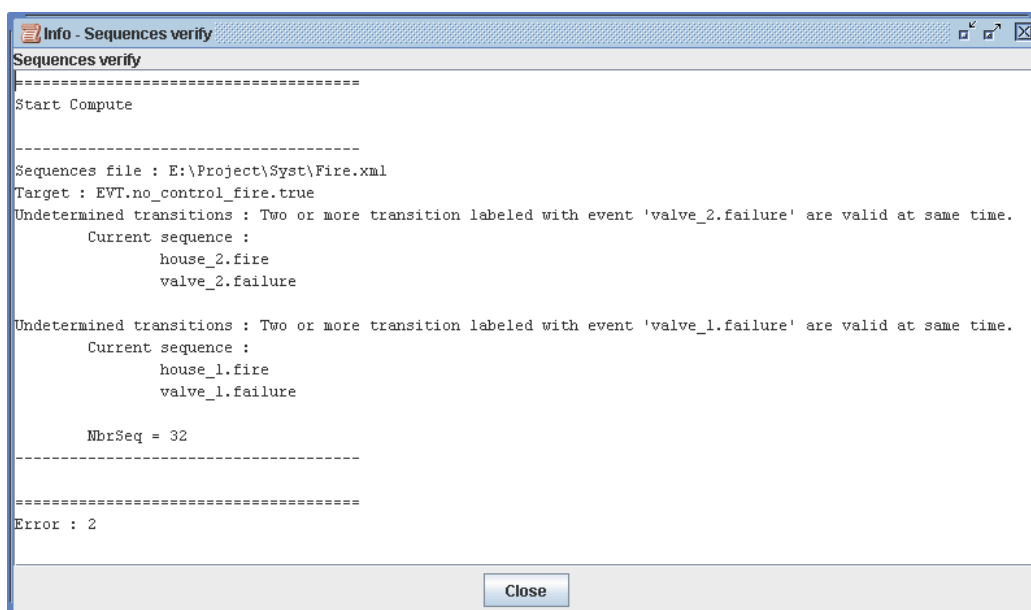 Info - Sequences verify
Sequences verify
======================================
Start Compute
--------------------------------------
Sequences file : E:\Project\Syst\Fire.xml
Target : EVT.no_control_fire.true
Undetermined transitions : Two or more transition labeled with event 'valve_2.failure' are valid at same time.
Current sequence :
house_2.fire
valve_2.failure
Undetermined transitions : Two or more transition labeled with event 'valve_1.failure' are valid at same time.
Current sequence :
house_1.fire
valve_1.failure
NbrSeq = 32
--------------------------------------
======================================
Error : 2
Close